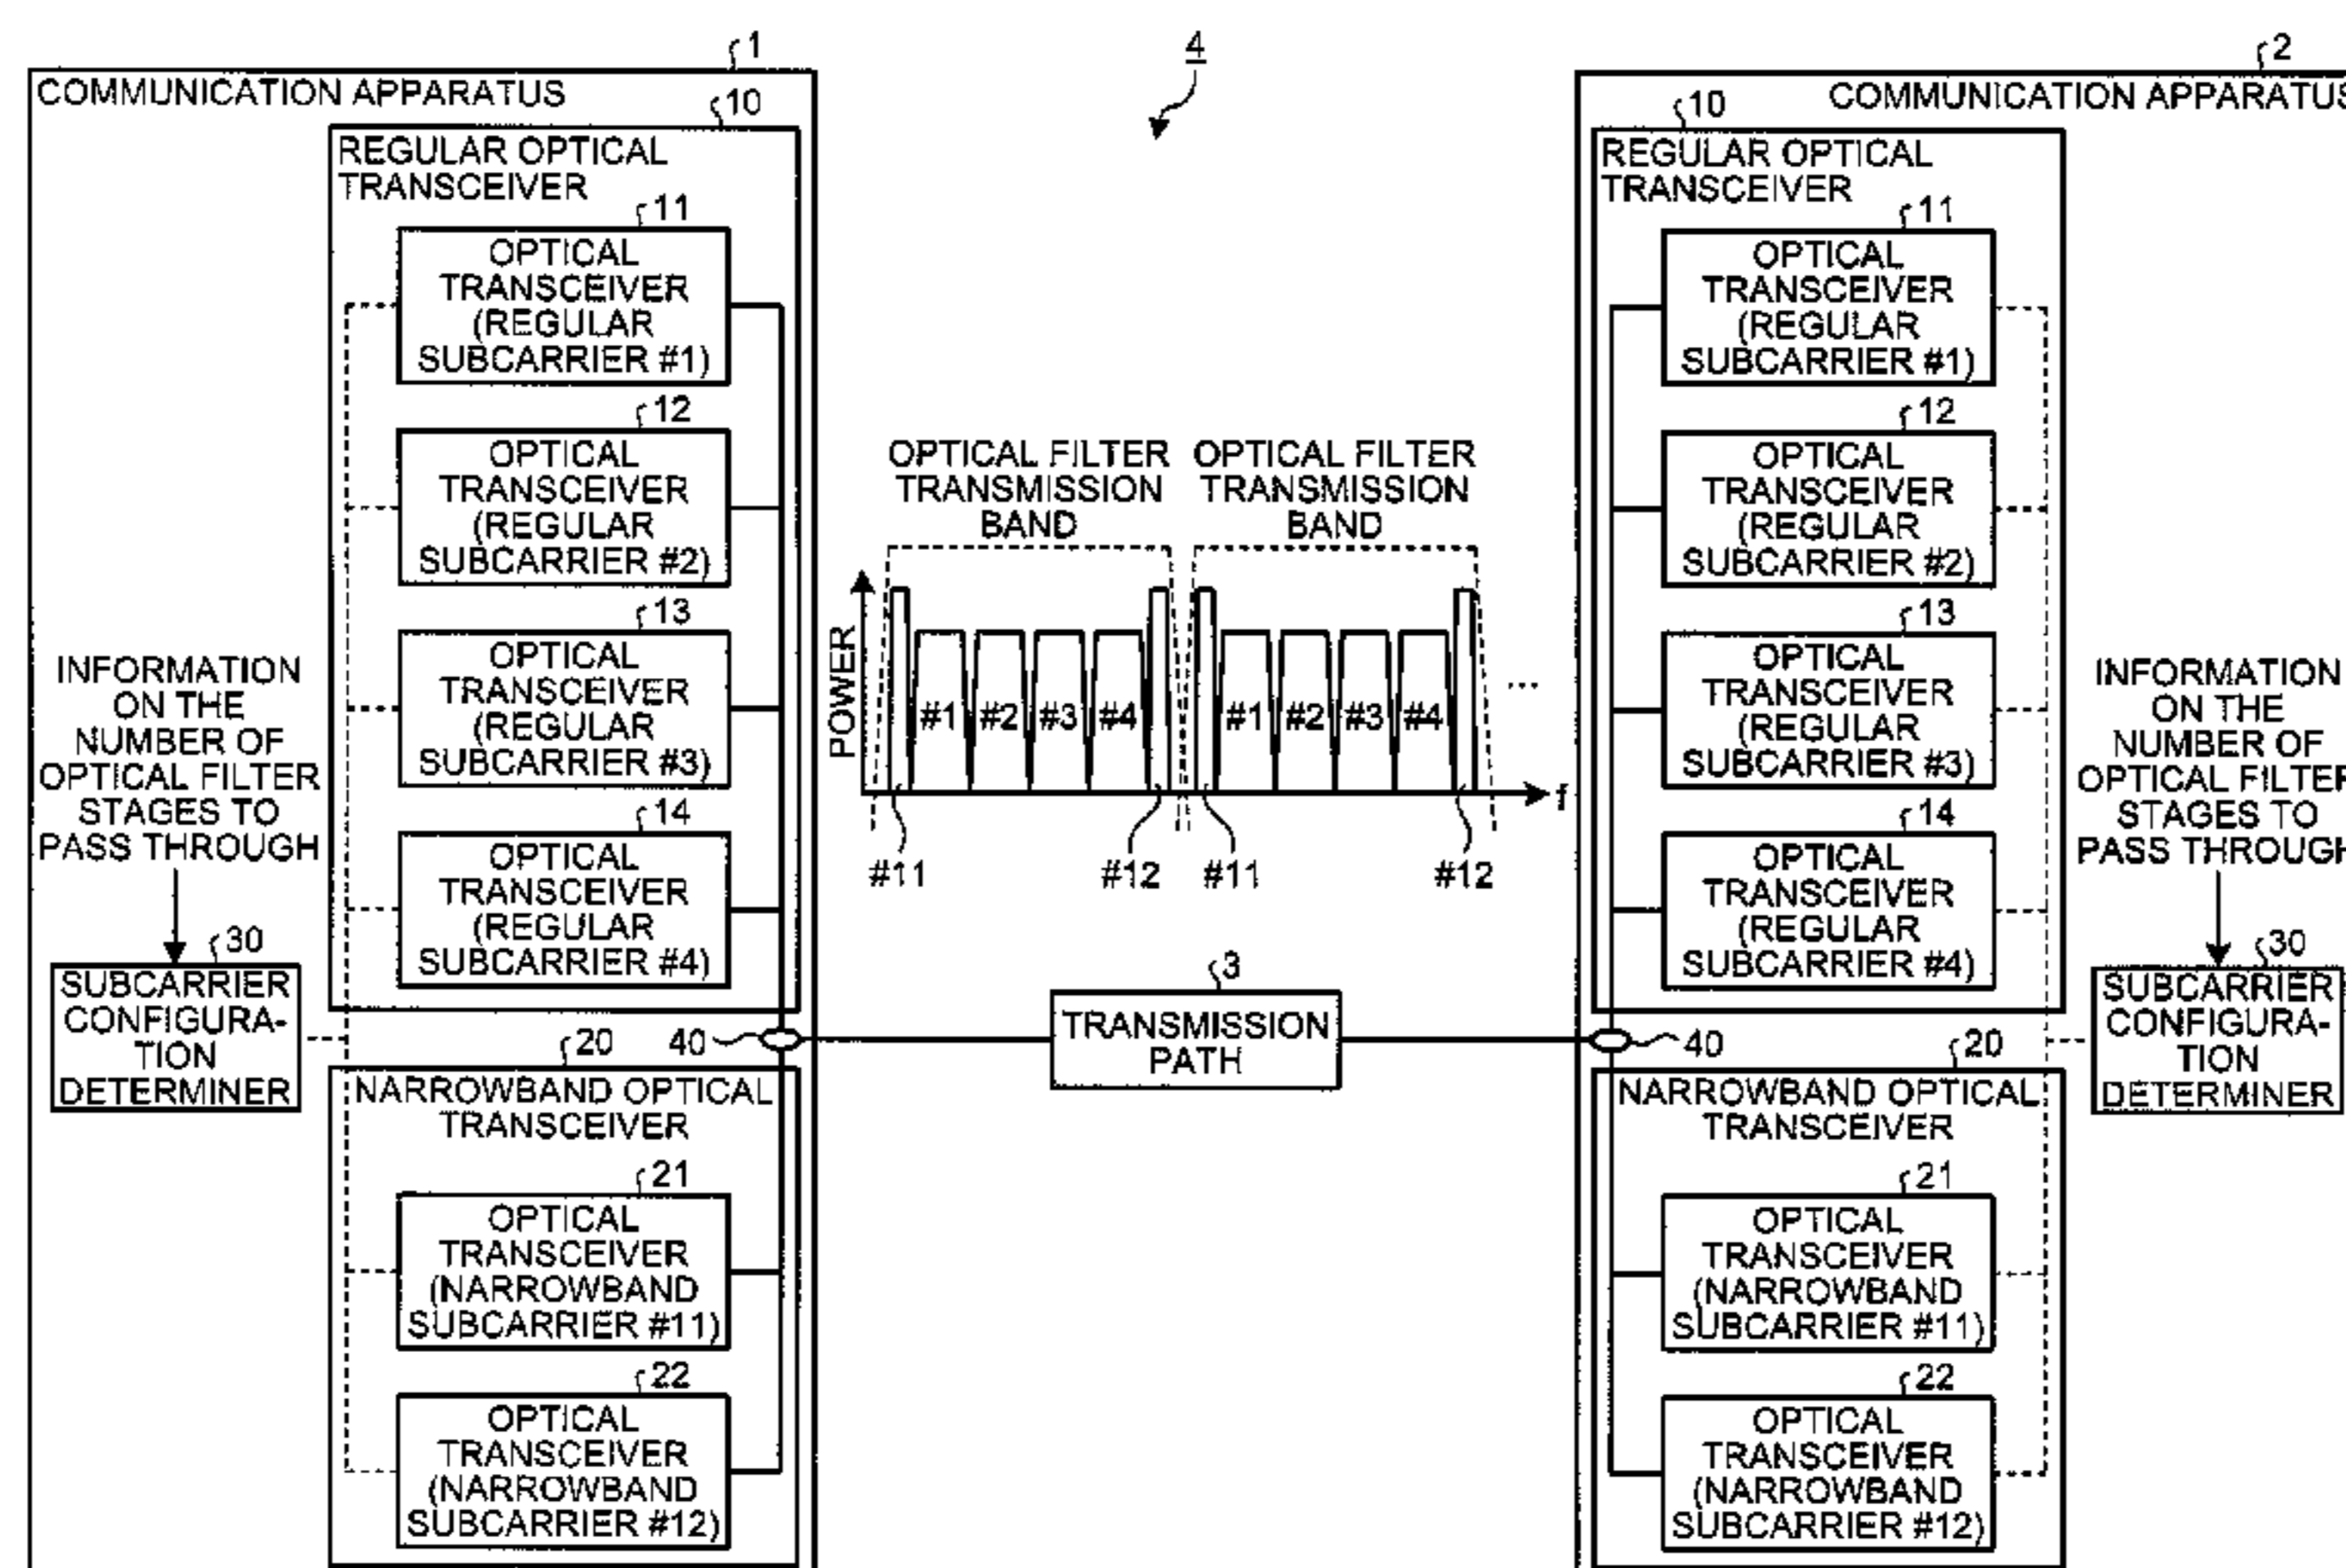 1
COMMUNICATION APPARATUS
10
REGULAR OPTICAL
TRANSCEIVER
11
OPTICAL
TRANSCEIVER
(REGULAR
SUBCARRIER #1)
12
OPTICAL
TRANSCEIVER
(REGULAR
SUBCARRIER #2)
13
OPTICAL
TRANSCEIVER
(REGULAR
SUBCARRIER #3)
14
OPTICAL
TRANSCEIVER
(REGULAR
SUBCARRIER #4)
INFORMATION
ON THE
NUMBER OF
OPTICAL FILTER
STAGES TO
PASS THROUGH
30
SUBCARRIER
CONFIGURA-
TION
DETERMINER
40
20
NARROWBAND OPTICAL
TRANSCEIVER
21
OPTICAL
TRANSCEIVER
(NARROWBAND
SUBCARRIER #11)
22
OPTICAL
TRANSCEIVER
(NARROWBAND
SUBCARRIER #12)
4
OPTICAL FILTER
TRANSMISSION
BAND
OPTICAL FILTER
TRANSMISSION
BAND
POWER
#1 #2 #3 #4 #1 #2 #3 #4 ...
f
#11 #12 #11 #12
3
TRANSMISSION
PATH
2
COMMUNICATION APPARATUS
10
REGULAR OPTICAL
TRANSCEIVER
11
OPTICAL
TRANSCEIVER
(REGULAR
SUBCARRIER #1)
12
OPTICAL
TRANSCEIVER
(REGULAR
SUBCARRIER #2)
13
OPTICAL
TRANSCEIVER
(REGULAR
SUBCARRIER #3)
14
OPTICAL
TRANSCEIVER
(REGULAR
SUBCARRIER #4)
INFORMATION
ON THE
NUMBER OF
OPTICAL FILTER
STAGES TO
PASS THROUGH
30
SUBCARRIER
CONFIGURA-
TION
DETERMINER
40
20
NARROWBAND OPTICAL
TRANSCEIVER
21
OPTICAL
TRANSCEIVER
(NARROWBAND
SUBCARRIER #11)
22
OPTICAL
TRANSCEIVER
(NARROWBAND
SUBCARRIER #12)